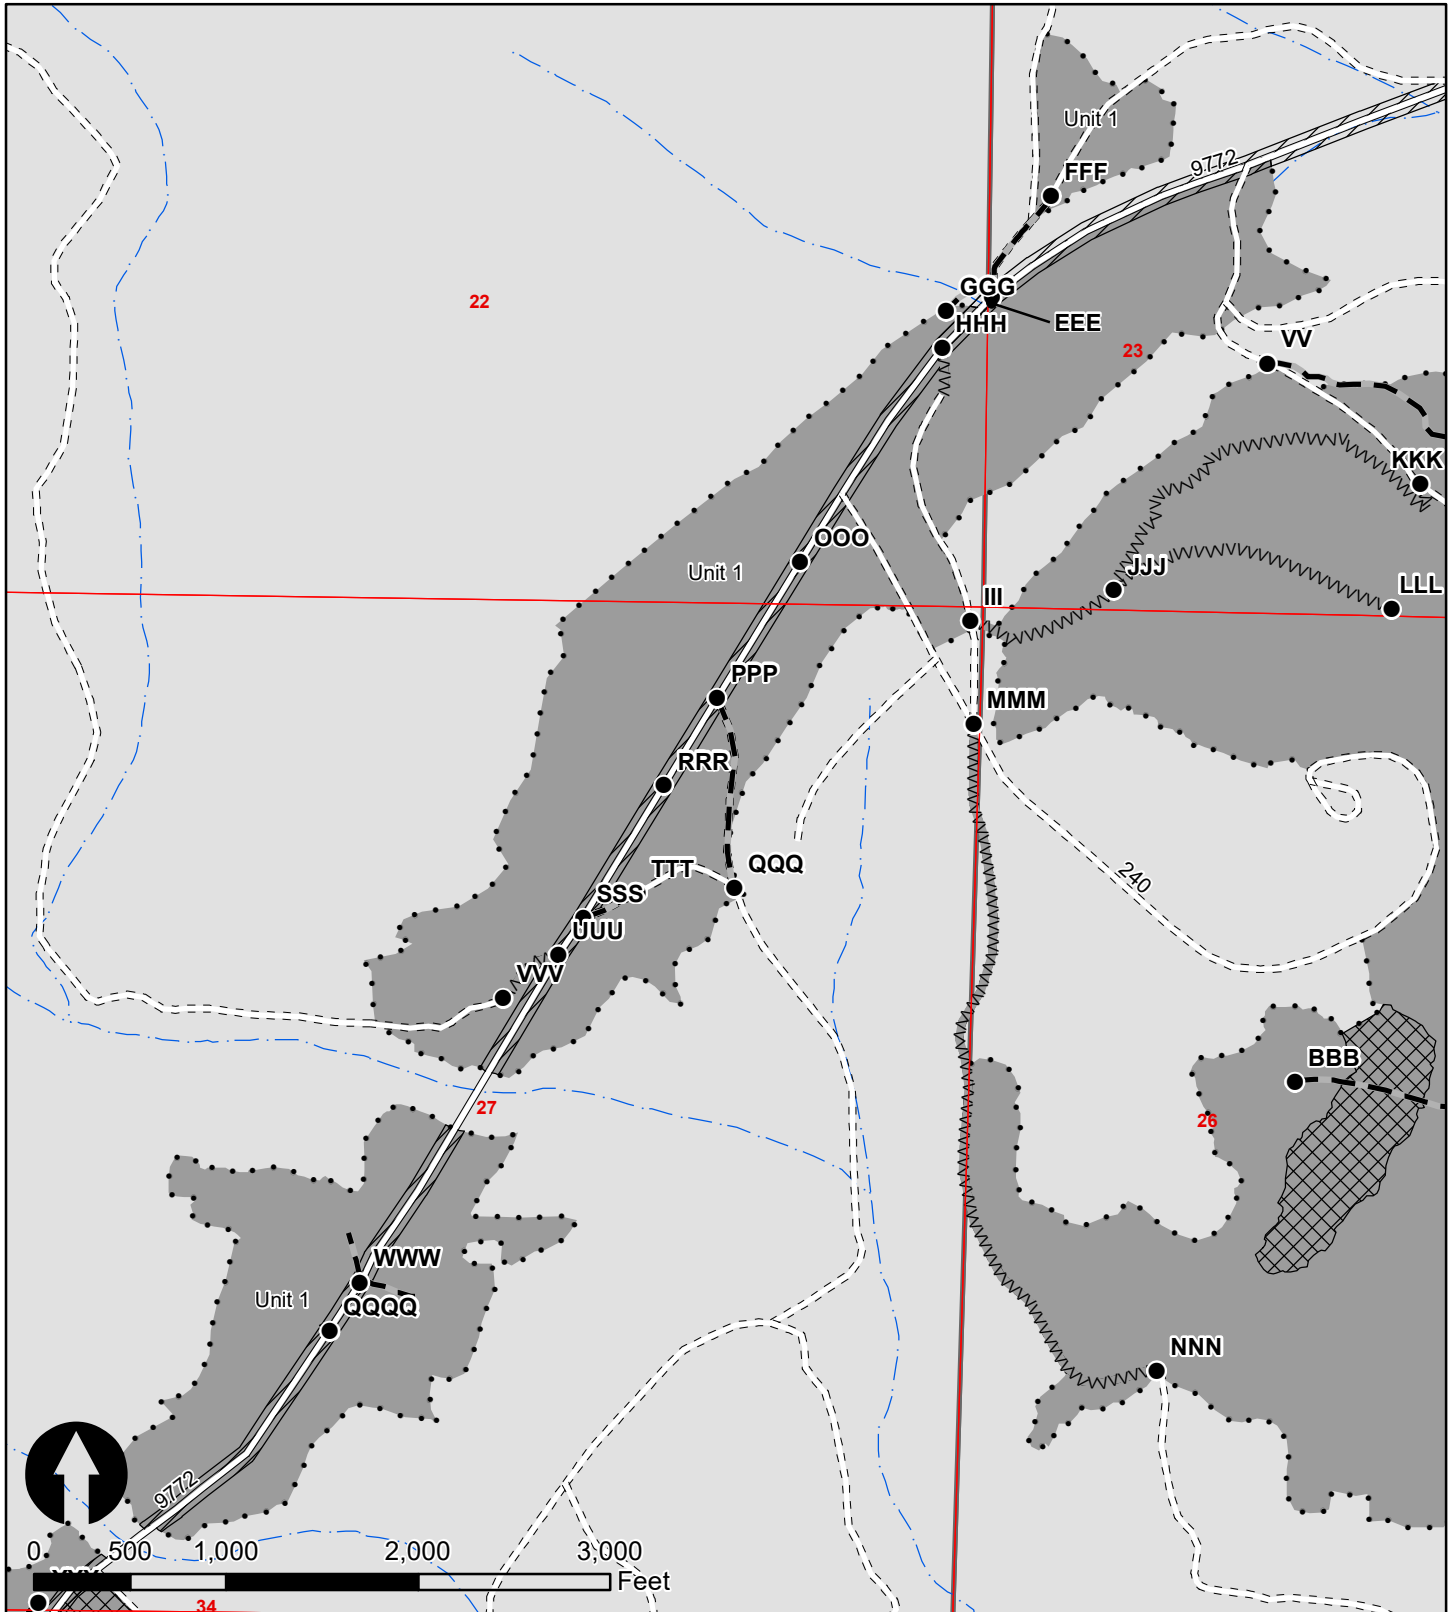 Unit 1
9772
FFF
GGG
22
HHH
EEE
VV
23
KKK
OOO
Unit 1
JJJ
LLL
III
PPP
MMM
RRR
QQQ
TTT
240
SSS
UUU
VVV
BBB
27
26
WWW
Unit 1
QQQQ
NNN
9772
0 500 1,000 2,000 3,000
Feet
34